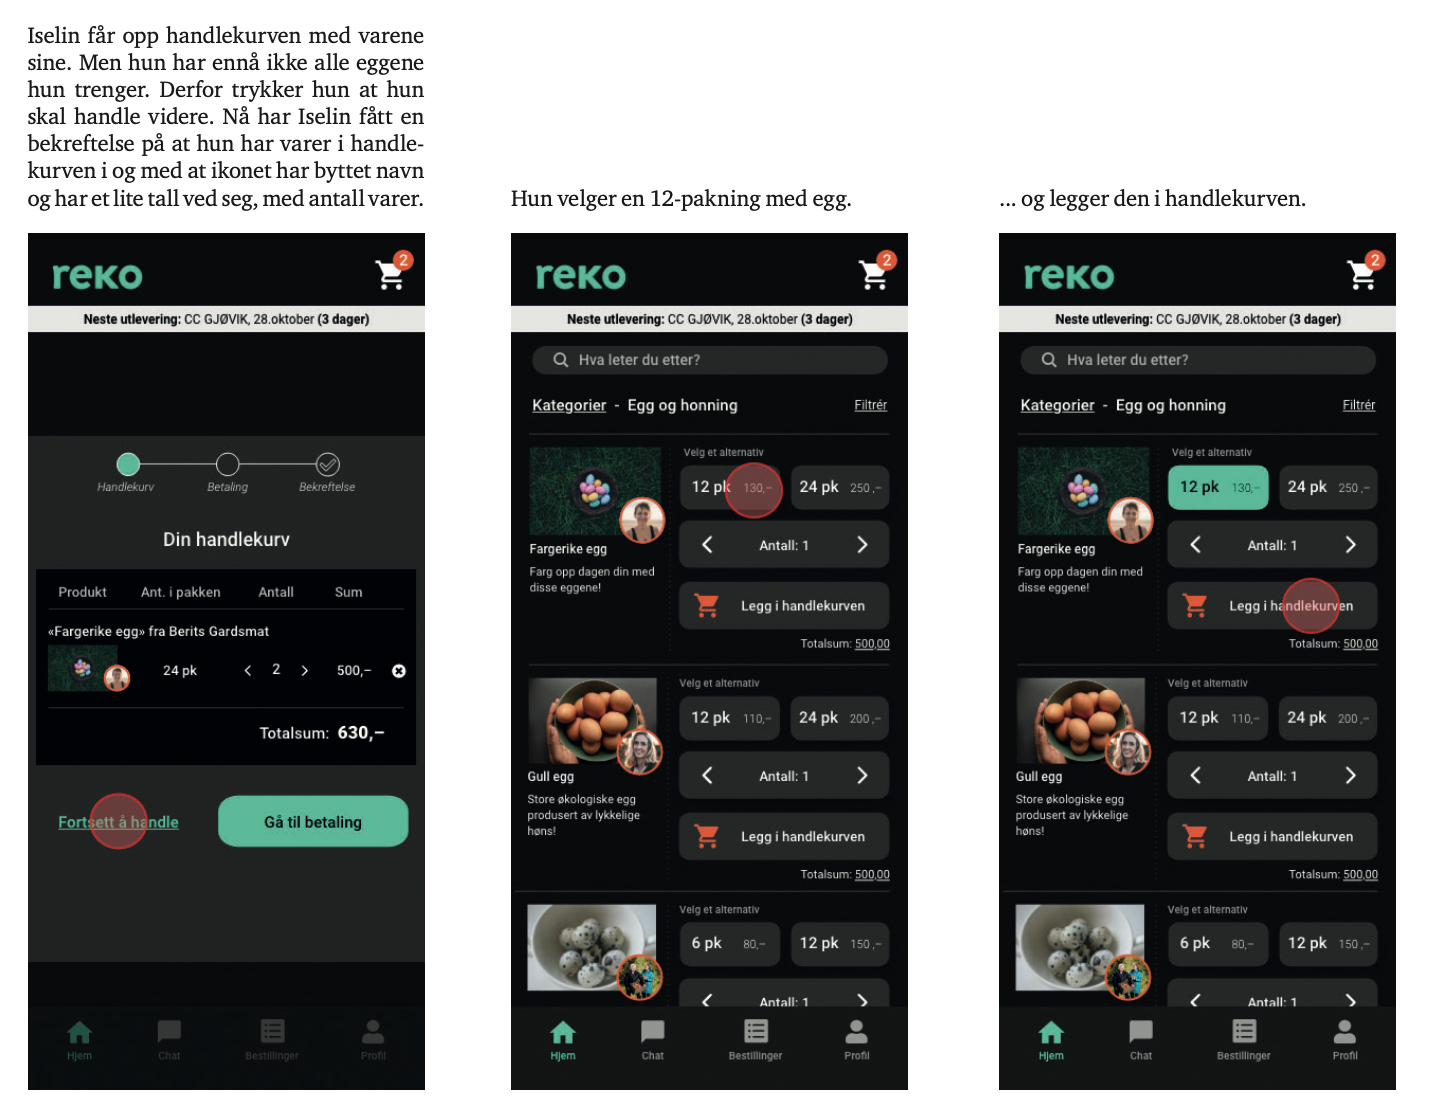 Iselin får opp handlekurven med varene
sine. Men hun har ennå ikke alle eggene
hun trenger. Derfor trykker hun at hun
skal handle videre. Nå har Iselin fått en
bekreftelse på at hun har varer i handle-
kurven i og med at ikonet har byttet navn
og har et lite tall ved seg, med antall varer.
reko
2
Neste utlevering: CC GJØVIK, 28.oktober (3 dager)
Handlekurv Betaling Bekreftelse
Din handlekurv
Produkt Ant. i pakken Antall Sum
«Fargerike egg» fra Berits Gardsmat
24 pk < 2 > 500,–
Totalsum: 630,–
Fortsett å handle Gå til betaling
Hjem Chat Bestillinger Profil
Hun velger en 12-pakning med egg.
reko
2
Neste utlevering: CC GJØVIK, 28.oktober (3 dager)
Hva leter du etter?
Kategorier - Egg og honning Filtrér
Velg et alternativ
12 pk 130,– 24 pk 250 ,–
< Antall: 1 >
Fargerike egg
Farg opp dagen din med
disse eggene!
Legg i handlekurven
Totalsum: 500,00
Velg et alternativ
12 pk 110,– 24 pk 200 ,–
< Antall: 1 >
Gull egg
Store økologiske egg
produsert av lykkelige
høns!
Legg i handlekurven
Totalsum: 500,00
Velg et alternativ
6 pk 80,– 12 pk 150 ,–
< Antall: 1 >
Hjem Chat Bestillinger Profil
... og legger den i handlekurven.
reko
2
Neste utlevering: CC GJØVIK, 28.oktober (3 dager)
Hva leter du etter?
Kategorier - Egg og honning Filtrér
Velg et alternativ
12 pk 130,– 24 pk 250 ,–
< Antall: 1 >
Fargerike egg
Farg opp dagen din med
disse eggene!
Legg i handlekurven
Totalsum: 500,00
Velg et alternativ
12 pk 110,– 24 pk 200 ,–
< Antall: 1 >
Gull egg
Store økologiske egg
produsert av lykkelige
høns!
Legg i handlekurven
Totalsum: 500,00
Velg et alternativ
6 pk 80,– 12 pk 150 ,–
< Antall: 1 >
Hjem Chat Bestillinger Profil